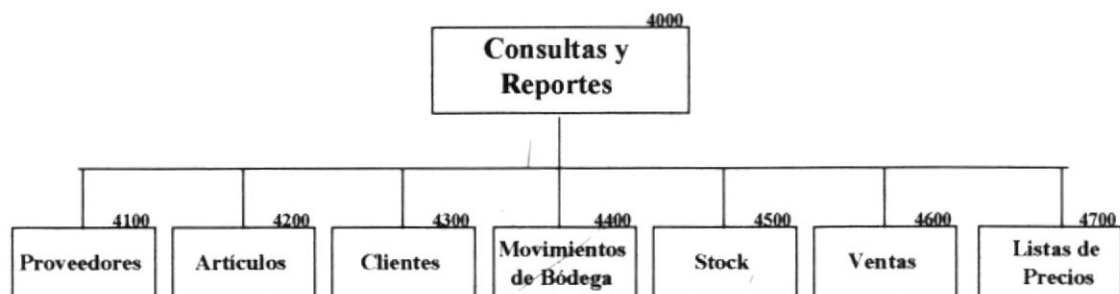 4000
Consultas y
Reportes
4100
Proveedores
4200
Artículos
4300
Clientes
4400
Movimientos
de Bódega
4500
Stock
4600
Ventas
4700
Listas de
Precios